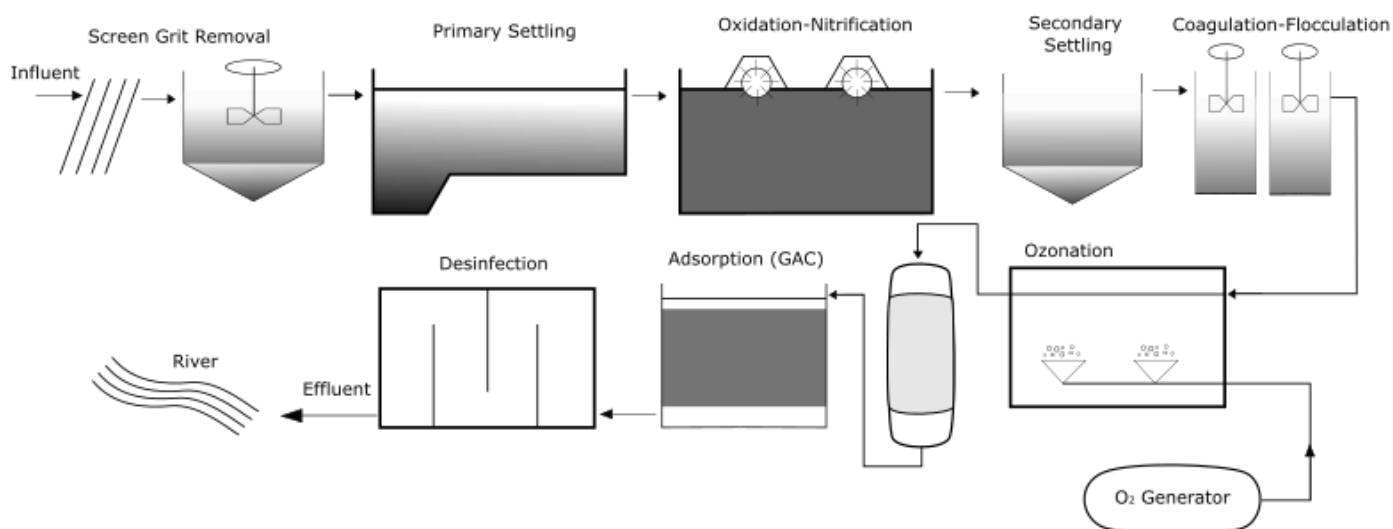 Screen Grit Removal
Primary Settling
Oxidation-Nitrification
Secondary
Settling
Coagulation-Flocculation
Influent
Ozonation
Adsorption (GAC)
Desinfection
River
Effluent
O₂ Generator